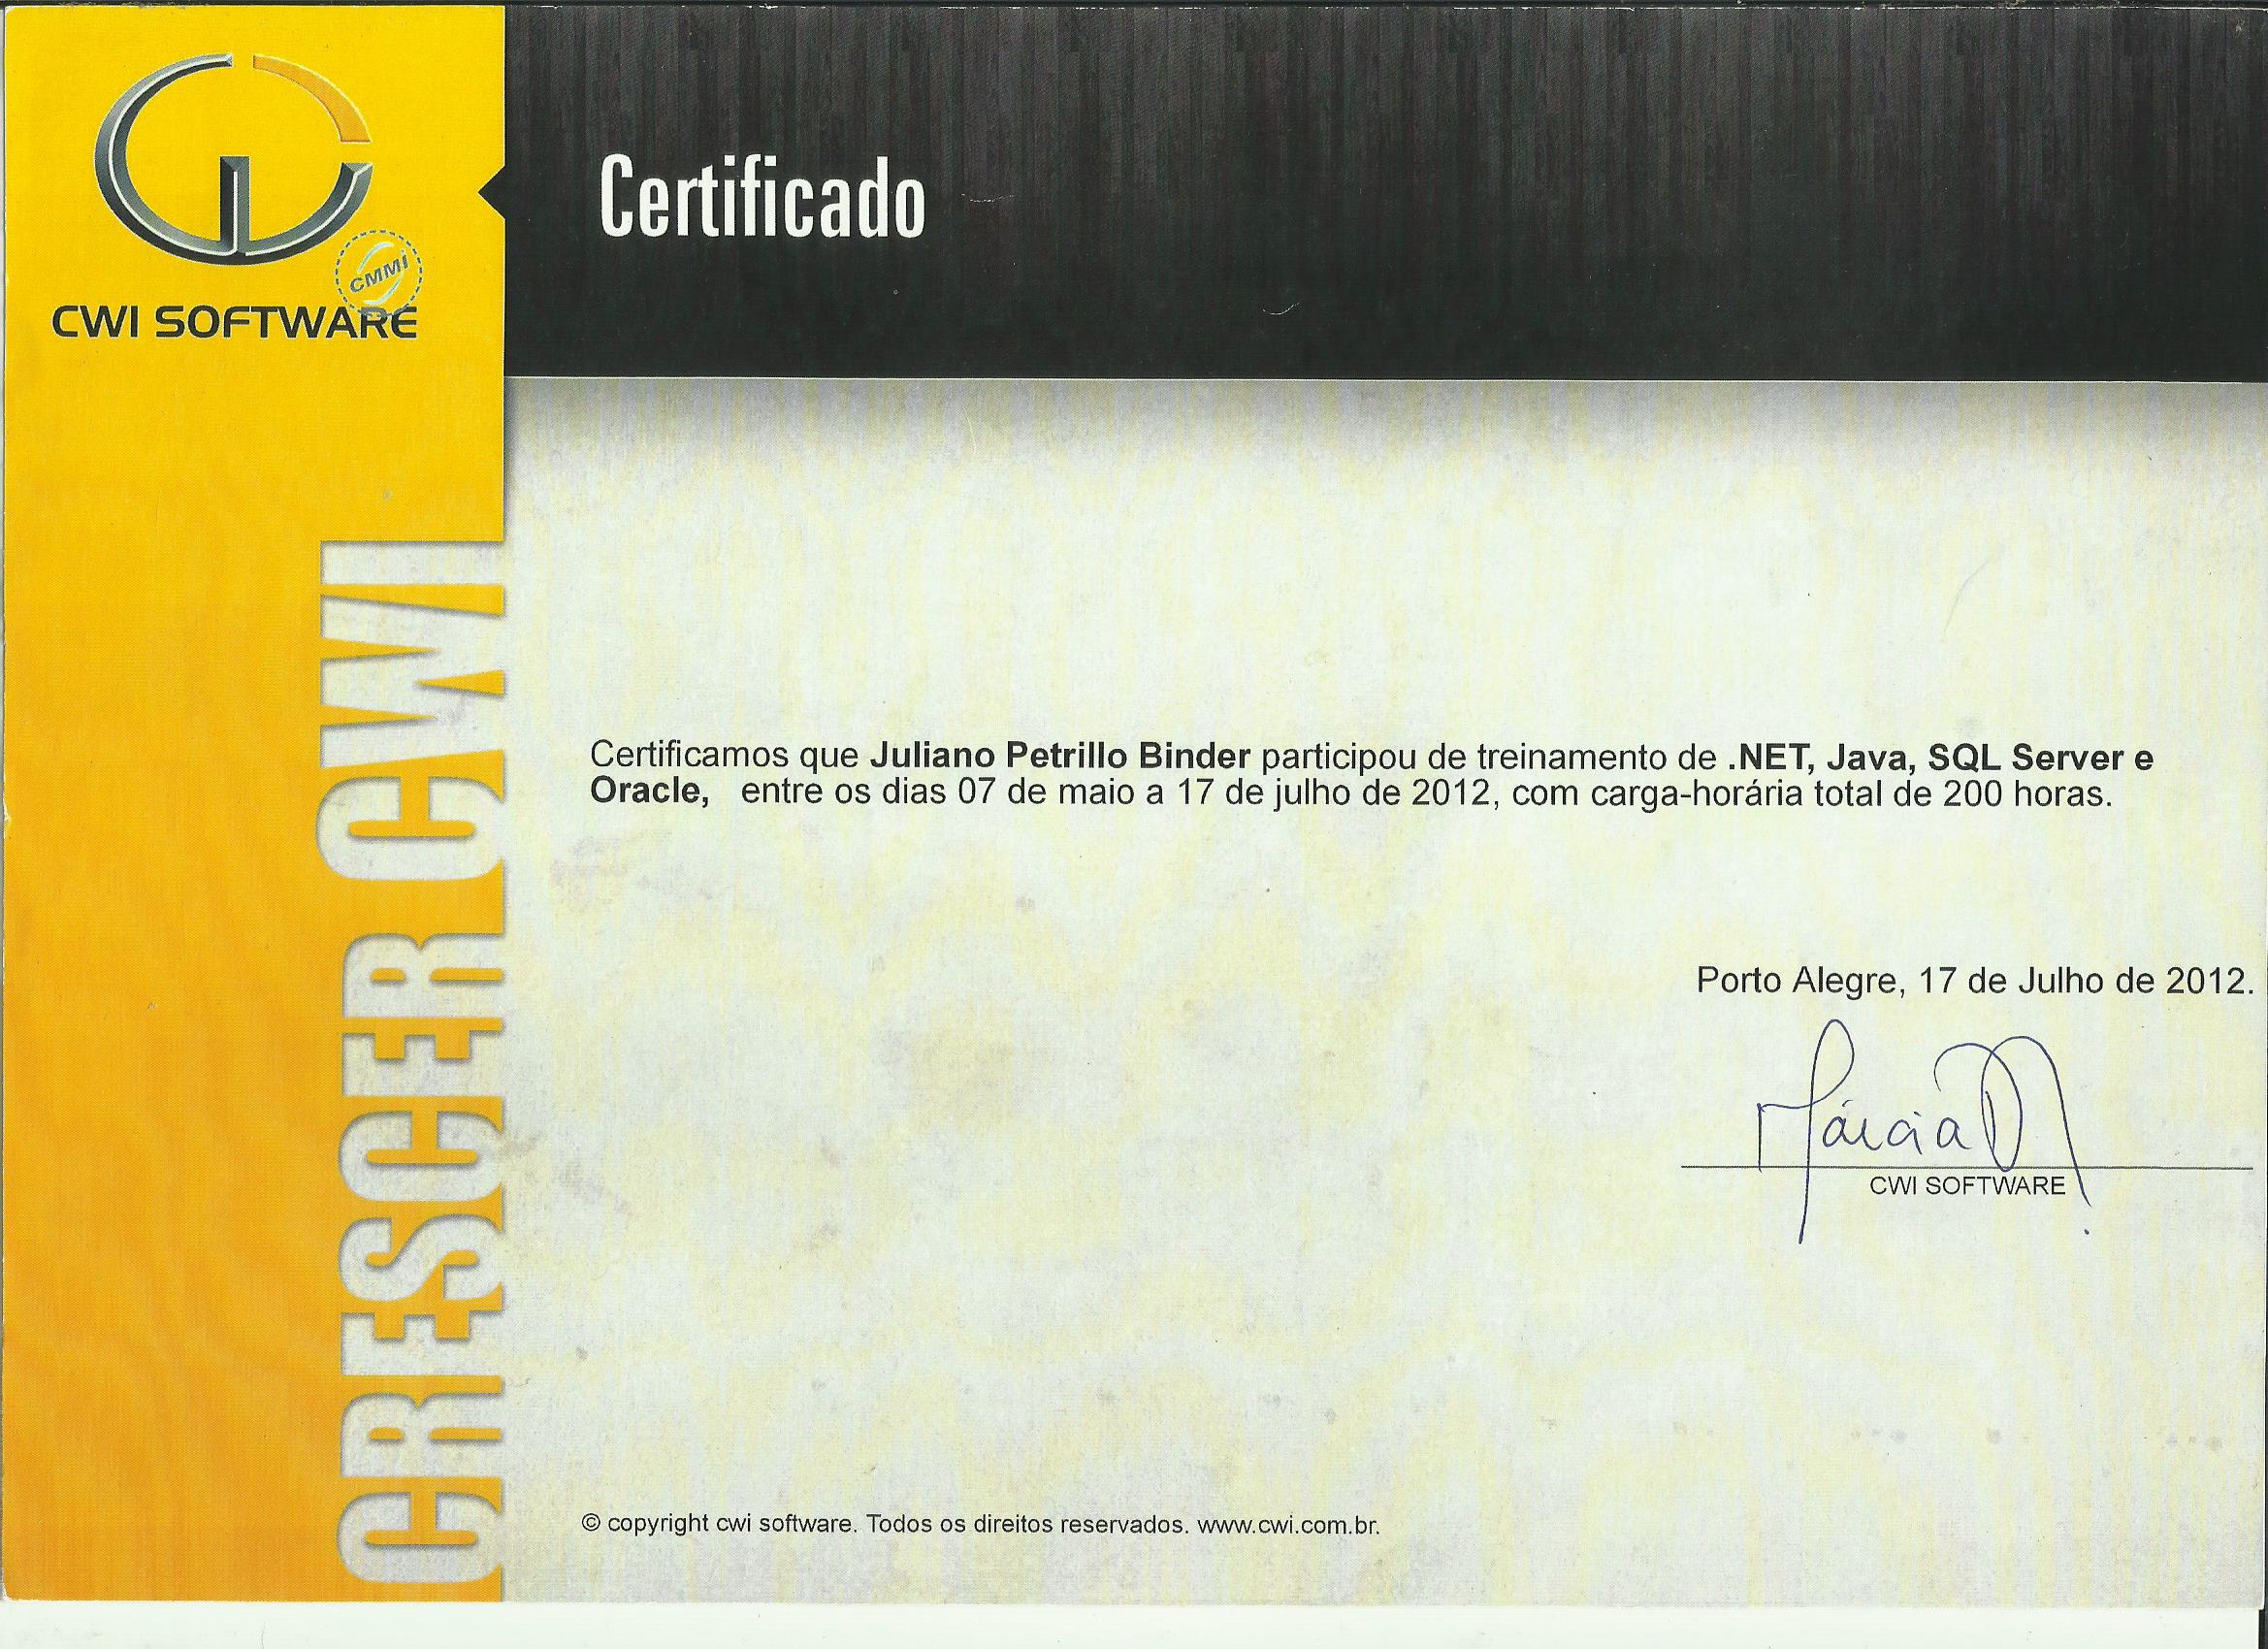 CMMI
CWI SOFTWARE
Certificado
CRESCER CWI
Certificamos que Juliano Petrillo Binder participou de treinamento de .NET, Java, SQL Server e
Oracle, entre os dias 07 de maio a 17 de julho de 2012, com carga-horária total de 200 horas.
Porto Alegre, 17 de Julho de 2012.
Márcia
CWI SOFTWARE
© copyright cwi software. Todos os direitos reservados. www.cwi.com.br.